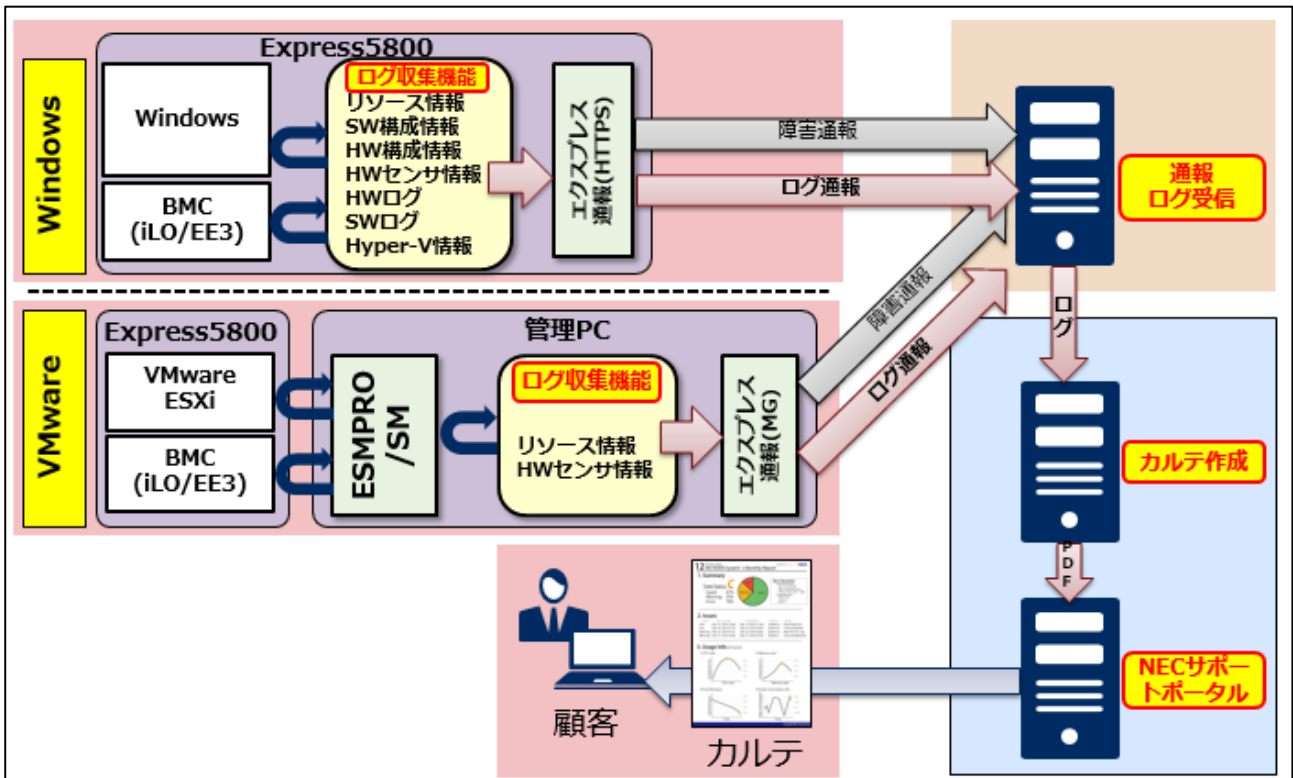 Windows
Express5800
Windows
BMC
(iLO/EE3)
ログ収集機能
リソース情報
SW構成情報
HW構成情報
HWセンサ情報
HWログ
SWログ
Hyper-V情報
エクスプレス
通報(HTTPS)
障害通報
ログ通報
通報
ログ受信
VMware
Express5800
VMware
ESXi
BMC
(iLO/EE3)
管理PC
ESMPRO
/SM
ログ収集機能
リソース情報
HWセンサ情報
エクスプレス
通報(MG)
障害通報
ログ通報
ログ
カルテ作成
PDF
NECサポー
トポータル
顧客
カルテ
12
1. Summary
2. Issues